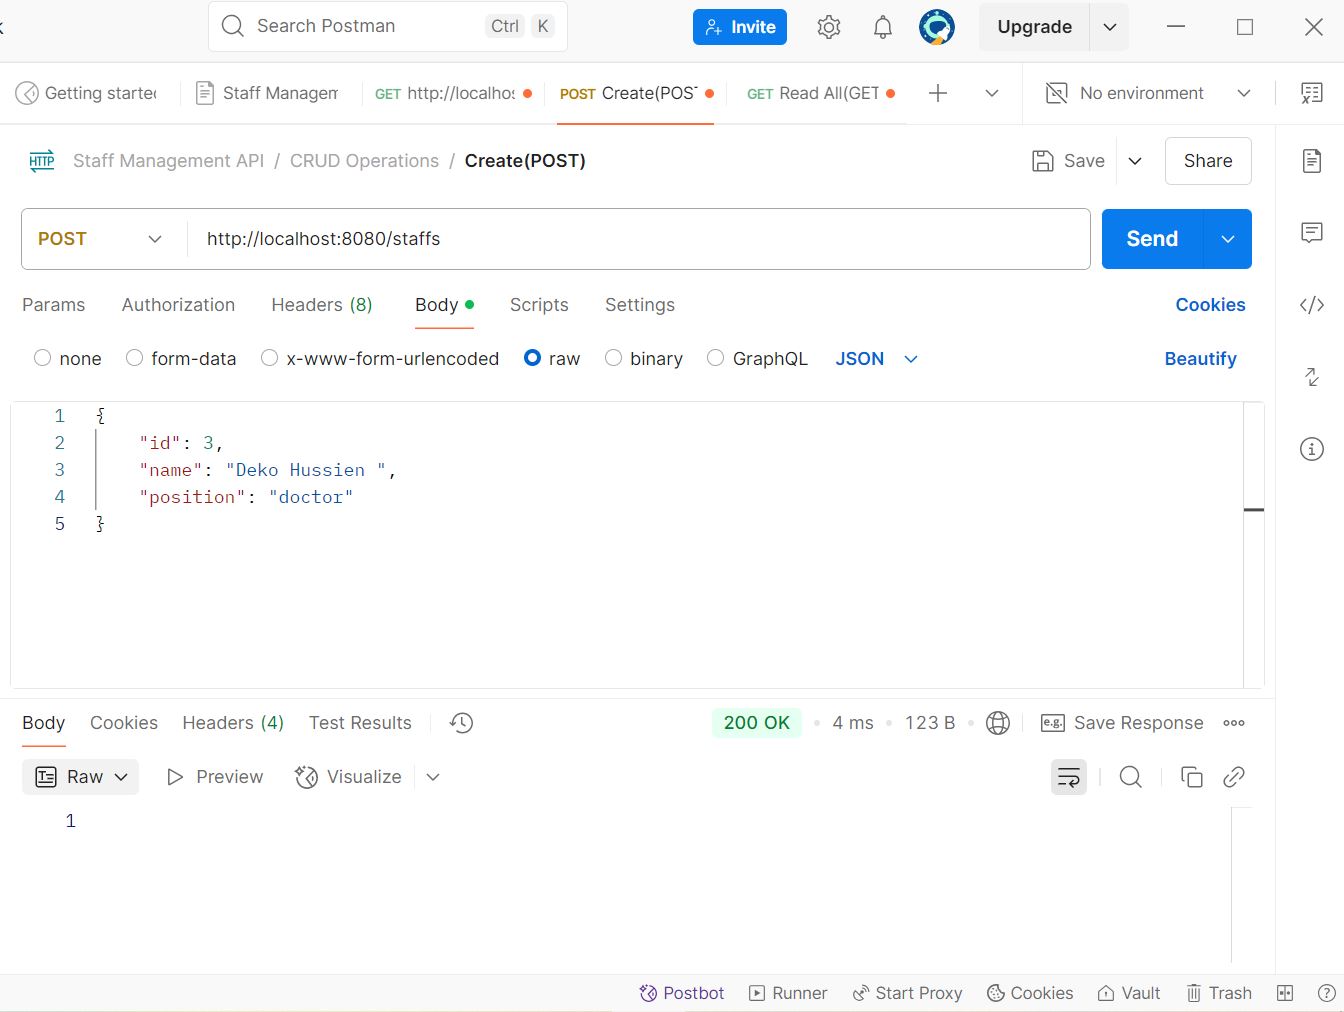 Search Postman Ctrl K Invite Upgrade
Getting starte Staff Managem GET http://localhos POST Create(POS GET Read All(GET No environment
HTTP Staff Management API / CRUD Operations / Create(POST) Save Share
POST http://localhost:8080/staffs Send
Params Authorization Headers (8) Body Scripts Settings Cookies
none form-data x-www-form-urlencoded raw binary GraphQL JSON Beautify
1 {
2 "id": 3,
3 "name": "Deko Hussien ",
4 "position": "doctor"
5 }
Body Cookies Headers (4) Test Results 200 OK • 4 ms • 123 B • e.g. Save Response
Raw Preview Visualize
1
Postbot Runner Start Proxy Cookies Vault Trash